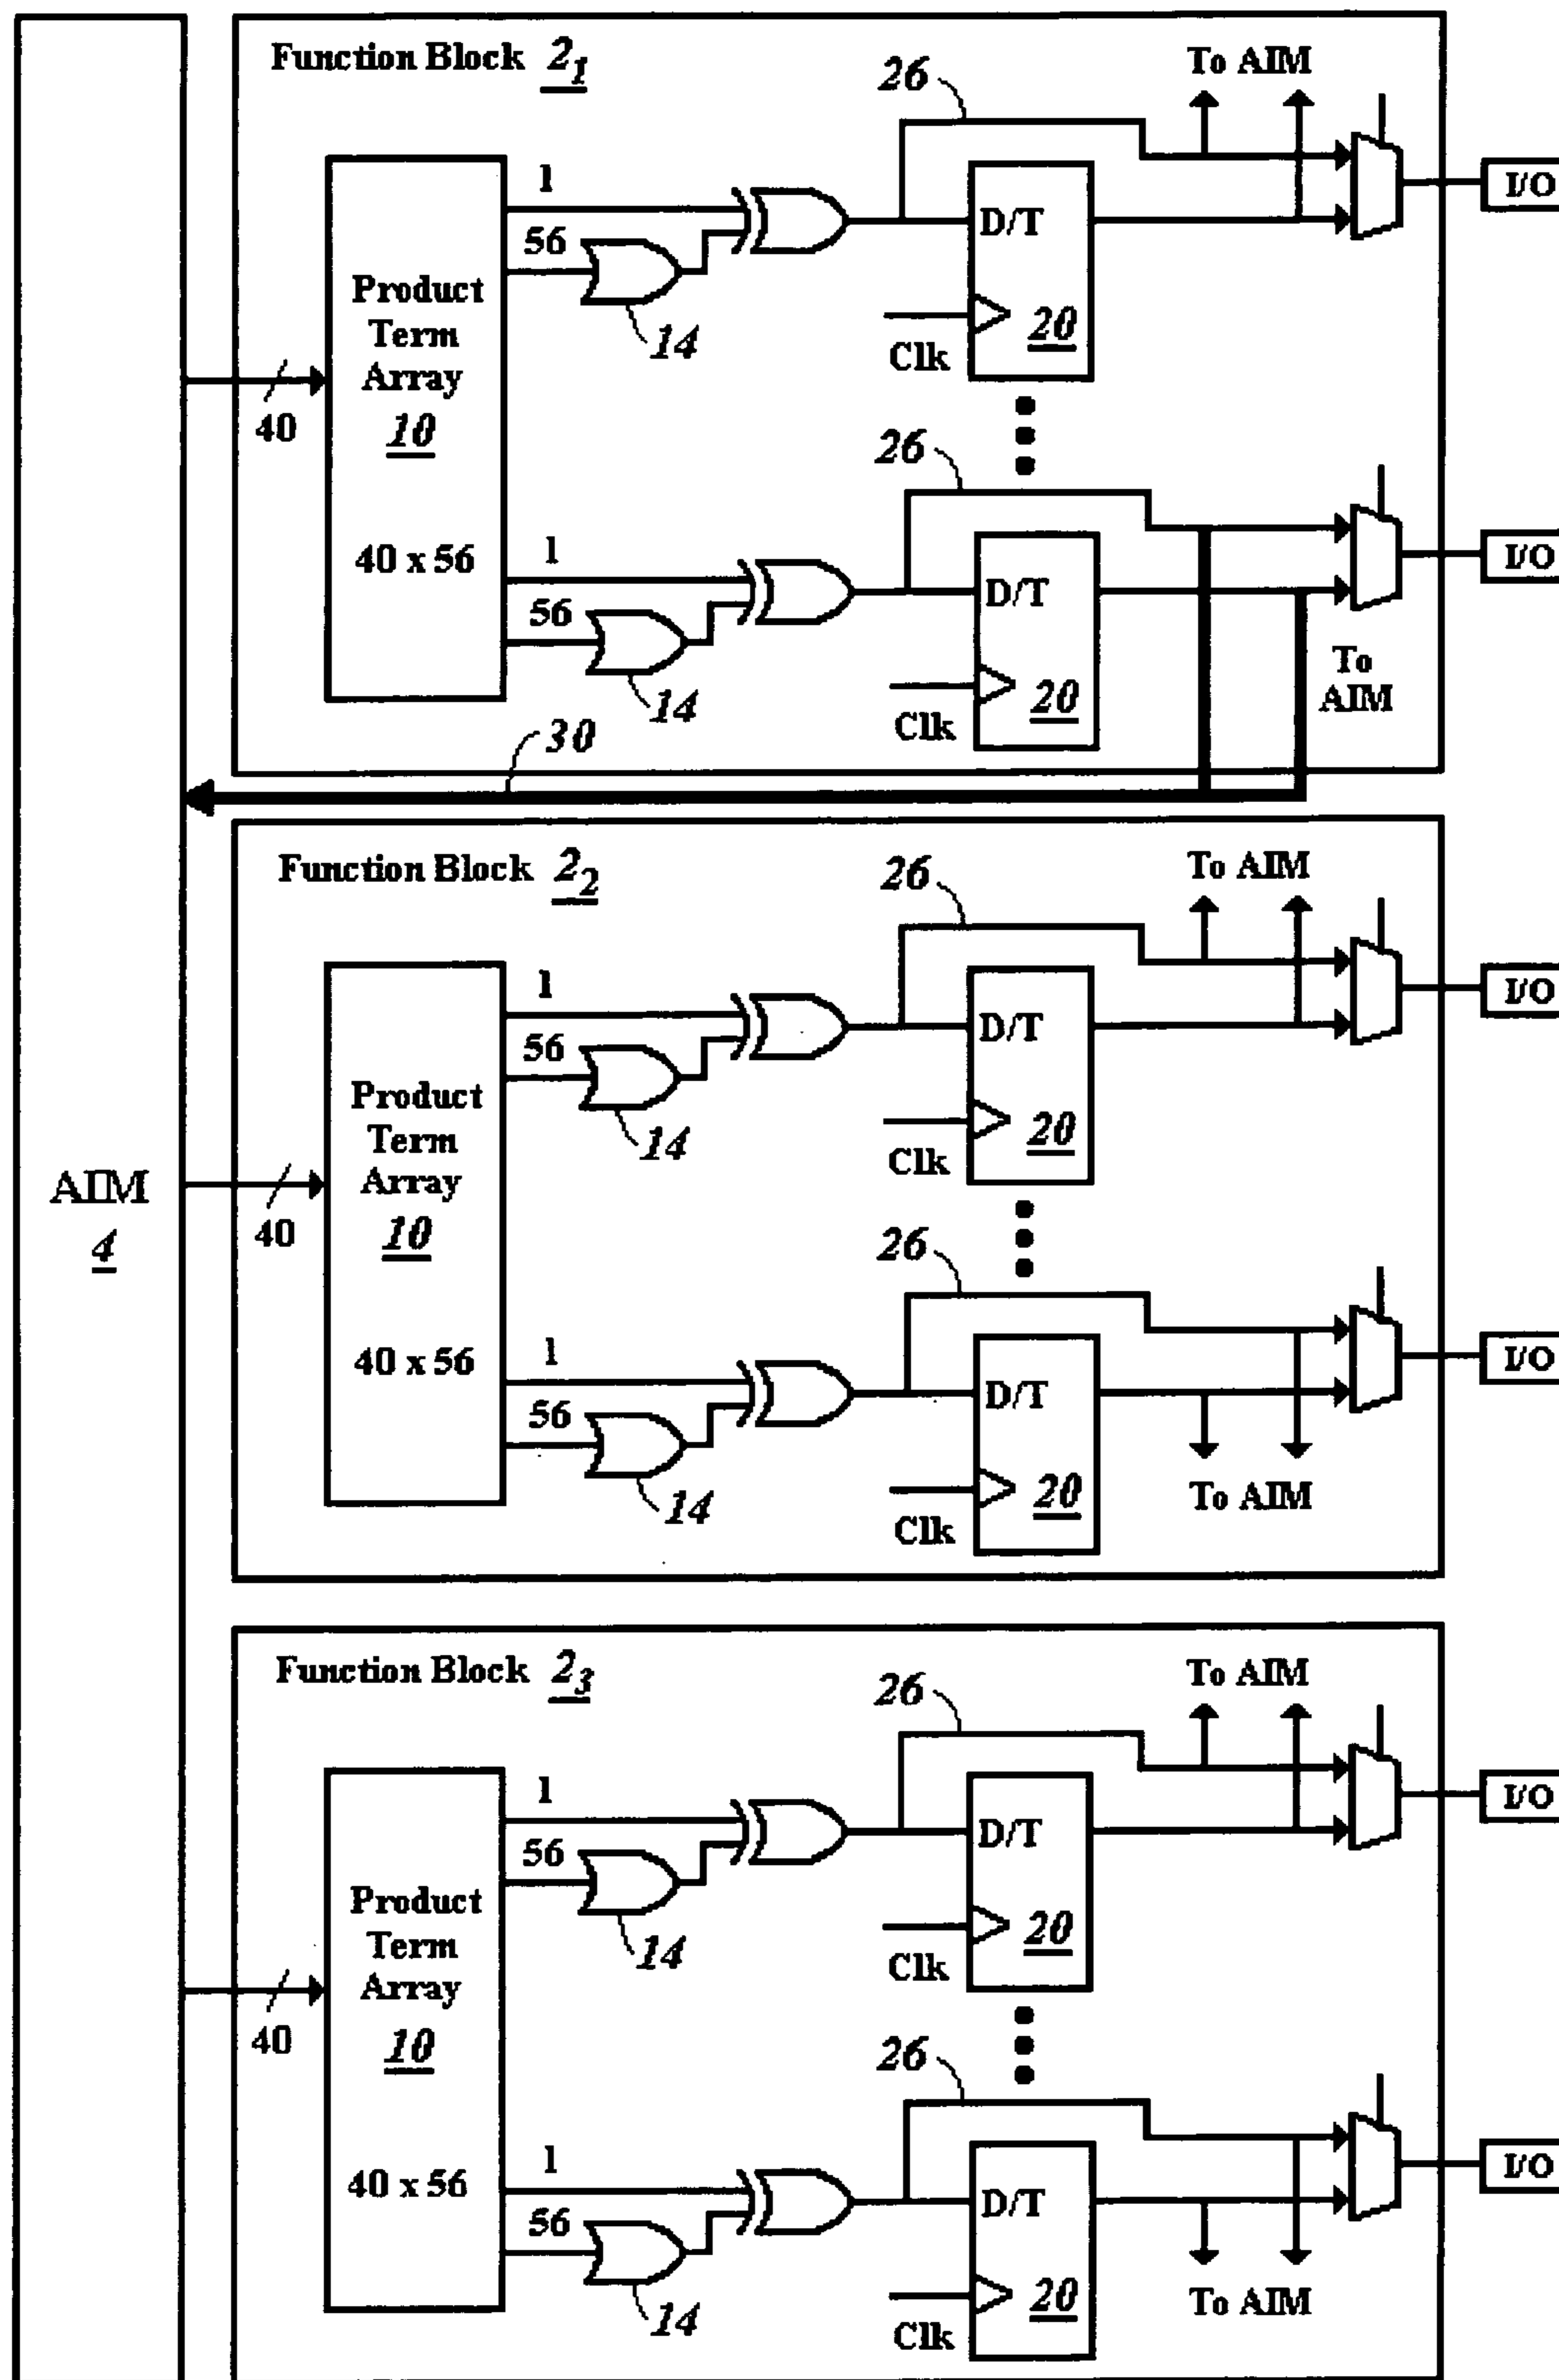 Function Block 2₁
26
To AIM
1
56
14
D/T
20
Clk
I/O
Product
Term
Array
10
40 x 56
40
26
1
56
14
D/T
20
Clk
I/O
To
AIM
30
Function Block 2₂
26
To AIM
1
56
14
D/T
20
Clk
I/O
Product
Term
Array
10
40 x 56
AIM
4
40
26
1
56
14
D/T
20
Clk
I/O
To AIM
Function Block 2₃
26
To AIM
1
56
14
D/T
20
Clk
I/O
Product
Term
Array
10
40 x 56
40
26
1
56
14
D/T
20
Clk
I/O
To AIM